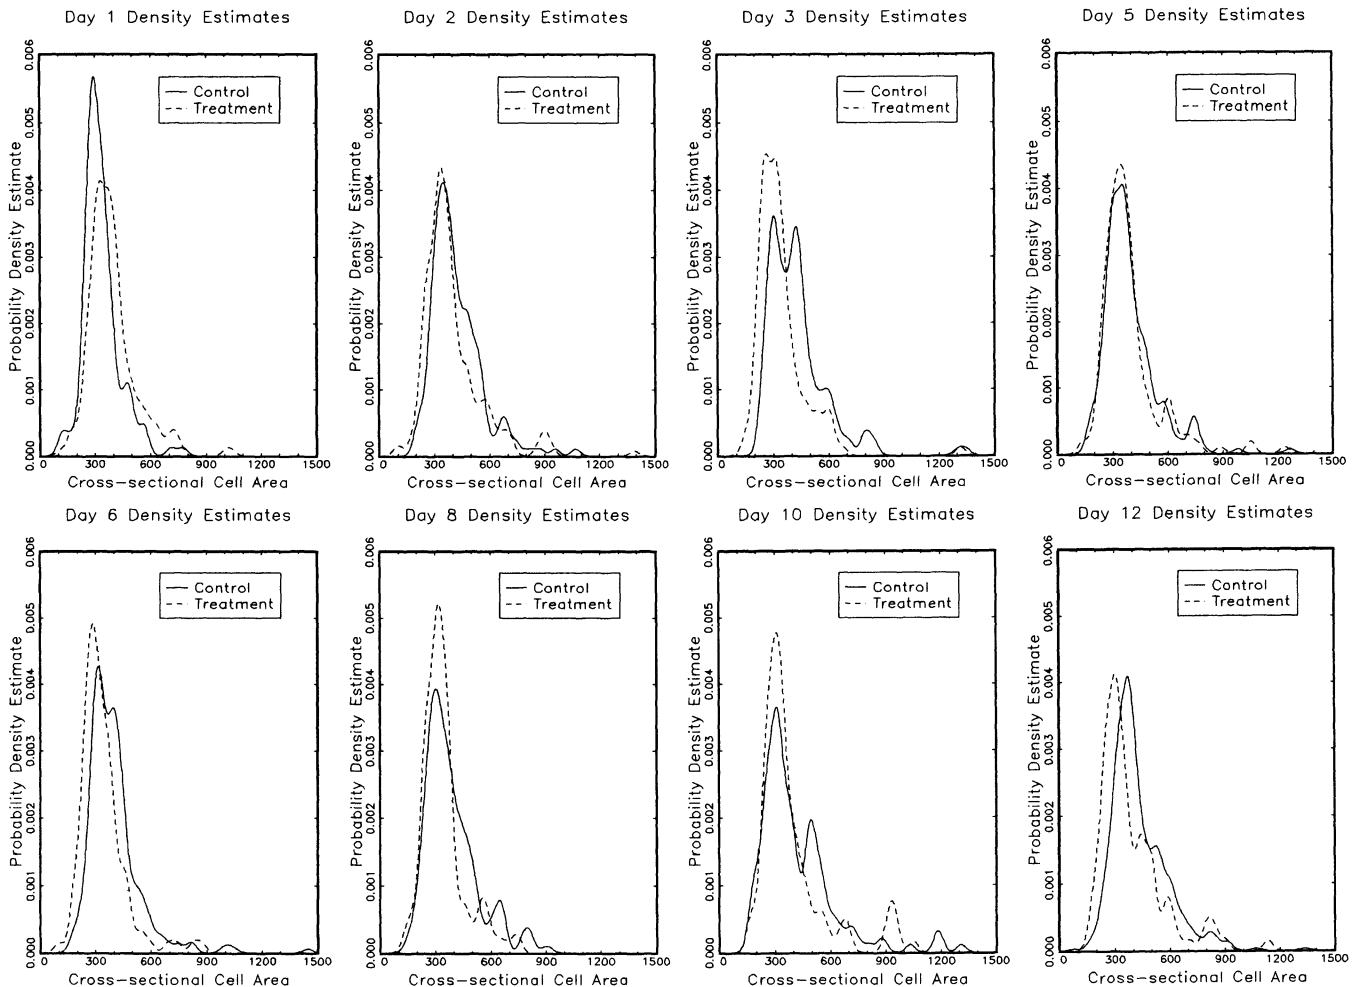 Day 1 Density Estimates
Probability Density Estimate
0.000 0.001 0.002 0.003 0.004 0.005 0.006
Control
Treatment
0 300 600 900 1200 1500
Cross-sectional Cell Area
Day 2 Density Estimates
Probability Density Estimate
0.000 0.001 0.002 0.003 0.004 0.005 0.006
Control
Treatment
0 300 600 900 1200 1500
Cross-sectional Cell Area
Day 3 Density Estimates
Probability Density Estimate
0.000 0.001 0.002 0.003 0.004 0.005 0.006
Control
Treatment
0 300 600 900 1200 1500
Cross-sectional Cell Area
Day 5 Density Estimates
Probability Density Estimate
0.000 0.001 0.002 0.003 0.004 0.005 0.006
Control
Treatment
0 300 600 900 1200 1500
Cross-sectional Cell Area
Day 6 Density Estimates
Probability Density Estimate
0.000 0.001 0.002 0.003 0.004 0.005 0.006
Control
Treatment
0 300 600 900 1200 1500
Cross-sectional Cell Area
Day 8 Density Estimates
Probability Density Estimate
0.000 0.001 0.002 0.003 0.004 0.005 0.006
Control
Treatment
0 300 600 900 1200 1500
Cross-sectional Cell Area
Day 10 Density Estimates
Probability Density Estimate
0.000 0.001 0.002 0.003 0.004 0.005 0.006
Control
Treatment
0 300 600 900 1200 1500
Cross-sectional Cell Area
Day 12 Density Estimates
Probability Density Estimate
0.000 0.001 0.002 0.003 0.004 0.005 0.006
Control
Treatment
0 300 600 900 1200 1500
Cross-sectional Cell Area